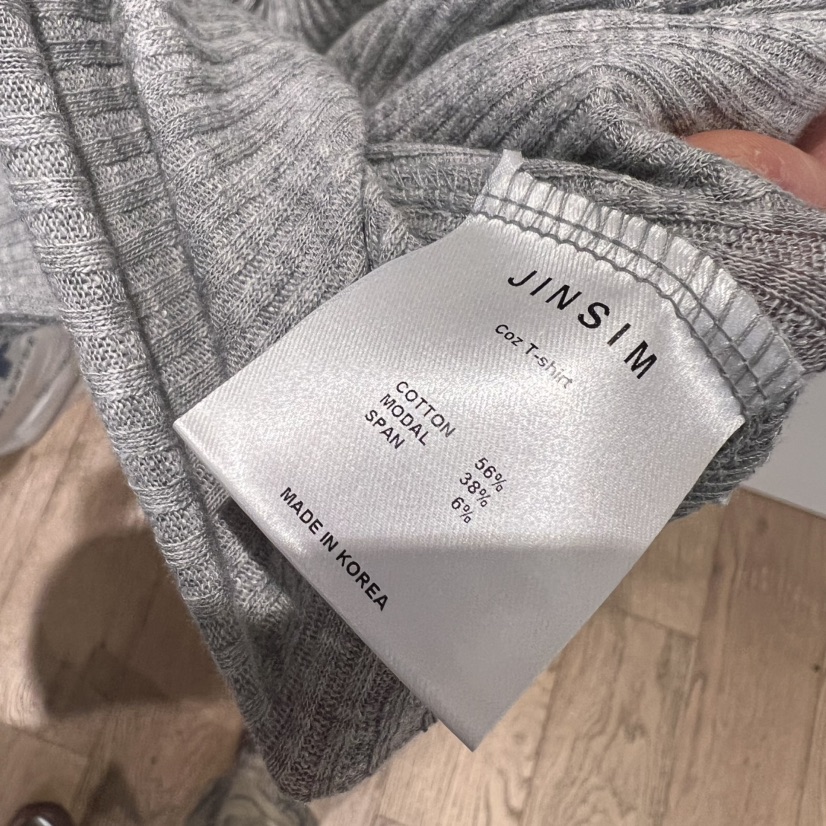 JINSIM
Coz T-shirt
COTTON 56%
MODAL 38%
SPAN 6%
MADE IN KOREA